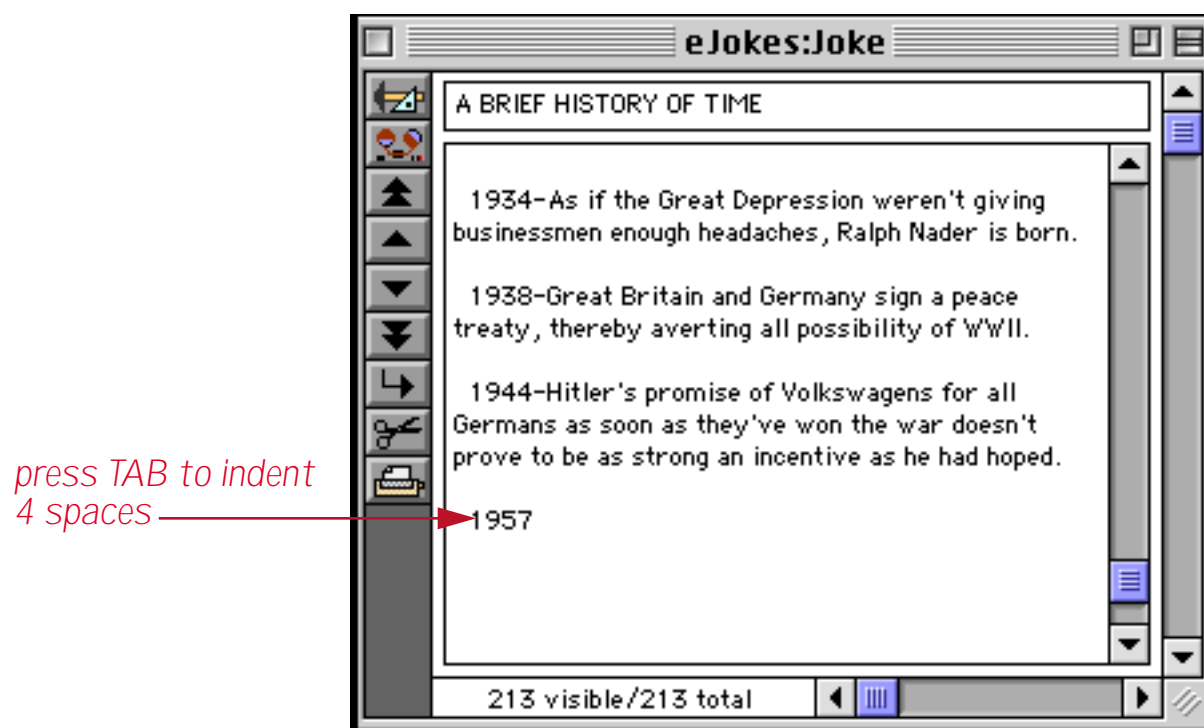 eJokes:Joke
A BRIEF HISTORY OF TIME
1934-As if the Great Depression weren't giving
businessmen enough headaches, Ralph Nader is born.
1938-Great Britain and Germany sign a peace
treaty, thereby averting all possibility of WWII.
1944-Hitler's promise of Volkswagens for all
Germans as soon as they've won the war doesn't
prove to be as strong an incentive as he had hoped.
press TAB to indent
4 spaces
1957
213 visible/213 total